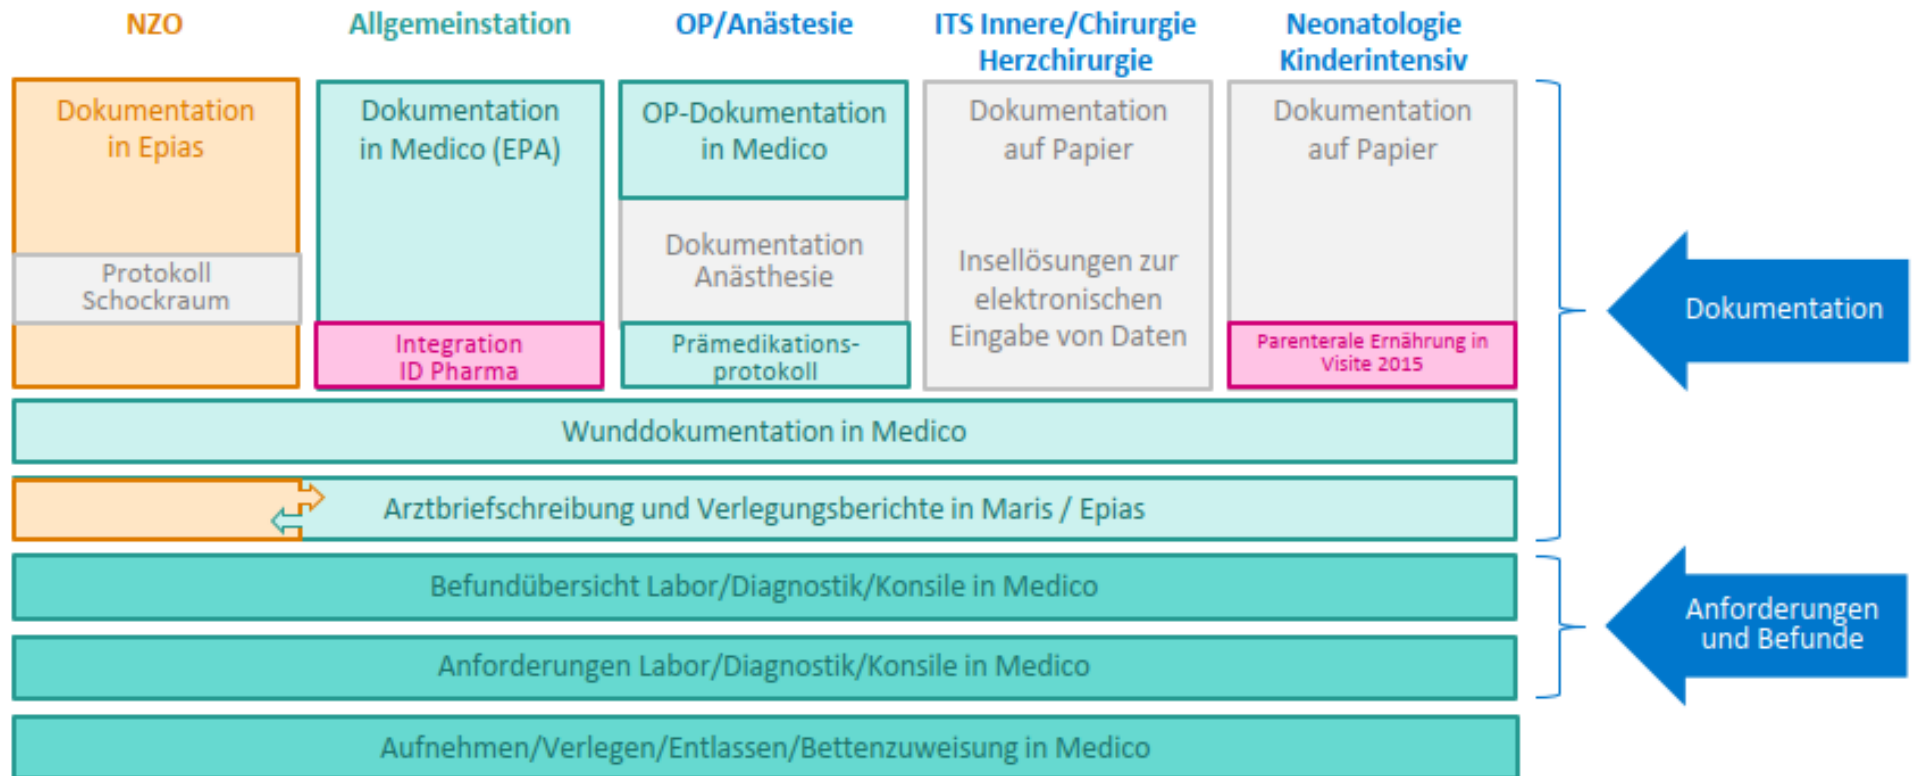 NZO
Allgemeinstation
OP/Anästesie
ITS Innere/Chirurgie
Herzchirurgie
Neonatologie
Kinderintensiv
Dokumentation
in Epias
Protokoll
Schockraum
Dokumentation
in Medico (EPA)
Integration
ID Pharma
OP-Dokumentation
in Medico
Dokumentation
Anästhesie
Prämedikations-
protokoll
Dokumentation
auf Papier
Insellösungen zur
elektronischen
Eingabe von Daten
Dokumentation
auf Papier
Parenterale Ernährung in
Visite 2015
Dokumentation
Wunddokumentation in Medico
Arztbriefschreibung und Verlegungsberichte in Maris / Epias
Befundübersicht Labor/Diagnostik/Konsile in Medico
Anforderungen Labor/Diagnostik/Konsile in Medico
Anforderungen
und Befunde
Aufnehmen/Verlegen/Entlassen/Bettenzuweisung in Medico